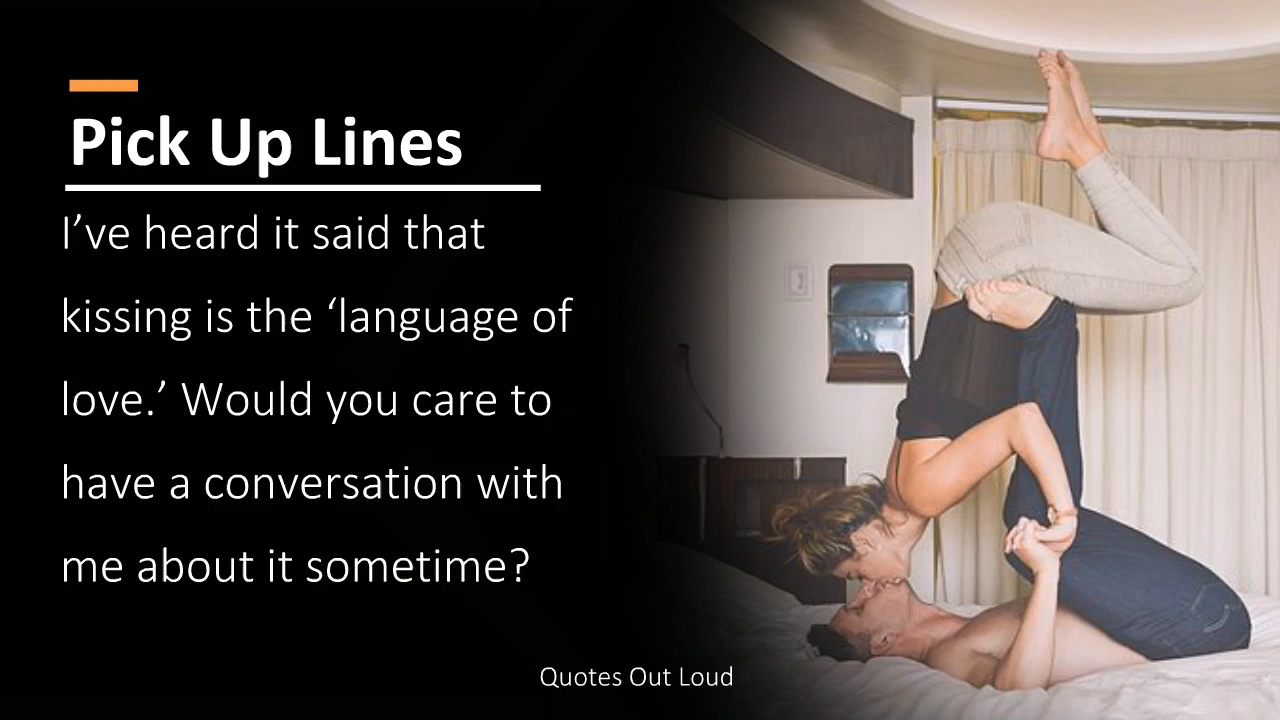 Pick Up Lines
I’ve heard it said that
kissing is the ‘language of
love.’ Would you care to
have a conversation with
me about it sometime?
Quotes Out Loud